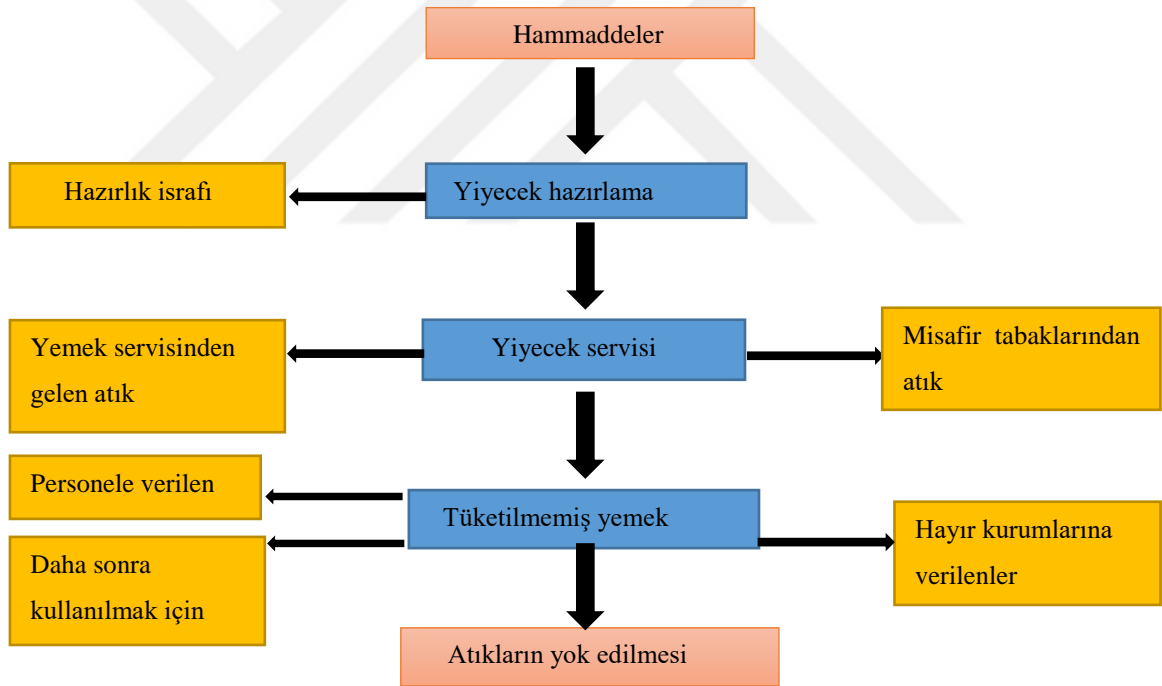 Hammaddeler
Hazırlık israfı
Yiyecek hazırlama
Yemek servisinden
gelen atık
Yiyecek servisi
Misafir tabaklarından
atık
Personele verilen
Tüketilmemiş yemek
Daha sonra
kullanılmak için
Hayır kurumlarına
verilenler
Atıkların yok edilmesi